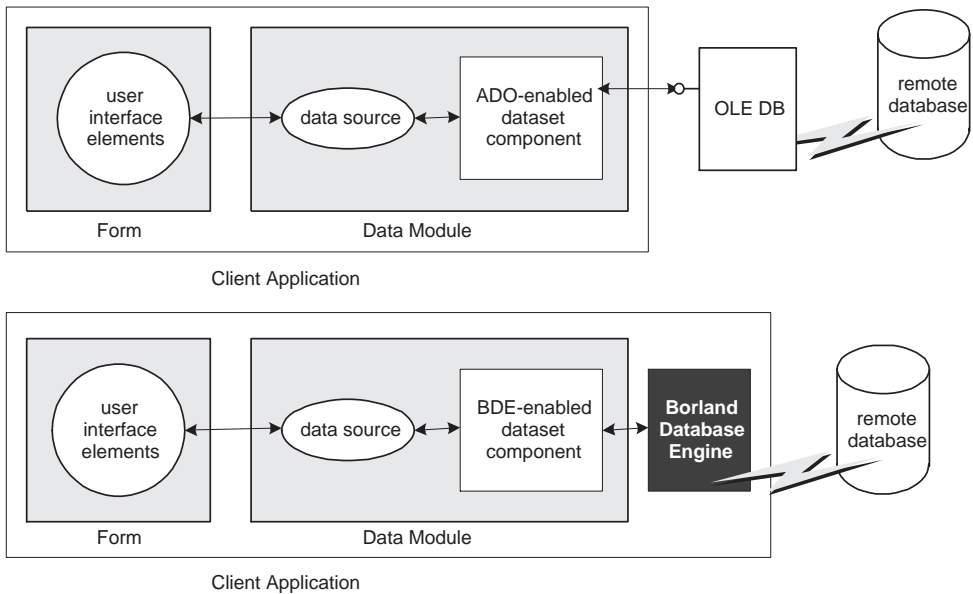 user
interface
elements
data source
ADO-enabled
dataset
component
OLE DB
remote
database
Form
Data Module
Client Application
user
interface
elements
data source
BDE-enabled
dataset
component
Borland
Database
Engine
remote
database
Form
Data Module
Client Application